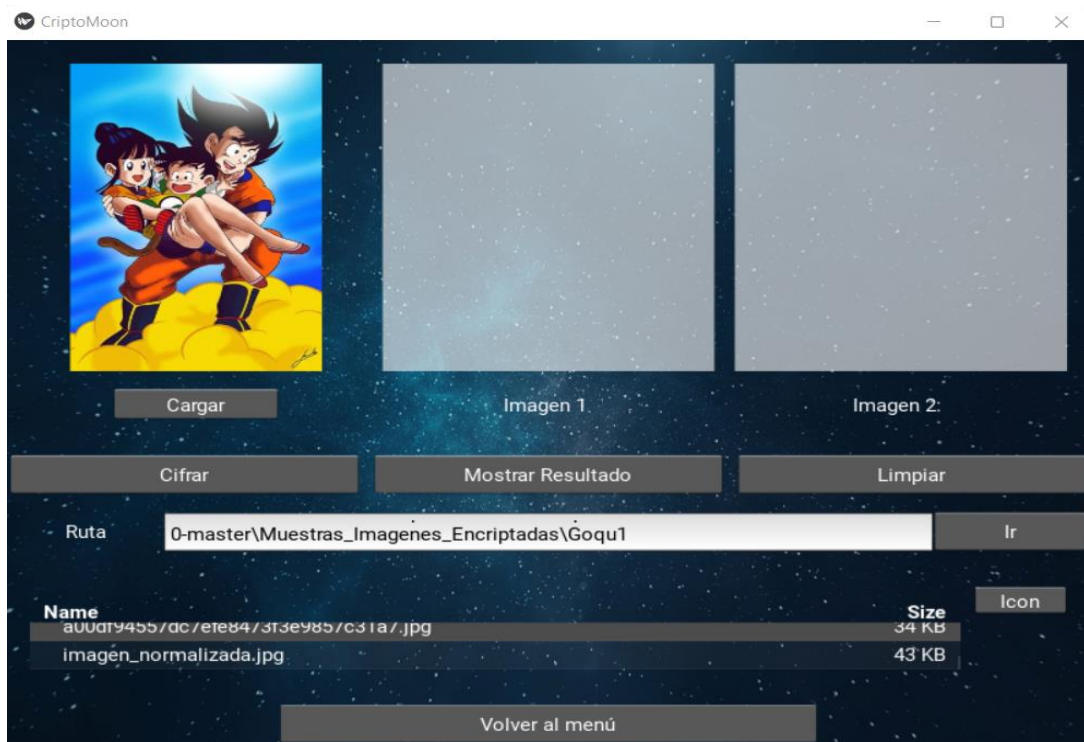 CriptoMoon
Cargar
Imagen 1
Imagen 2:
Cifrar
Mostrar Resultado
Limpiar
Ruta
0-master\Muestras_Imagenes_Encriptadas\Goqu1
Ir
Icon
Name Size
a00df94557dc7efe8473f3e9857c31a7.jpg 34 KB
imagen_normalizada.jpg 43 KB
Volver al menú